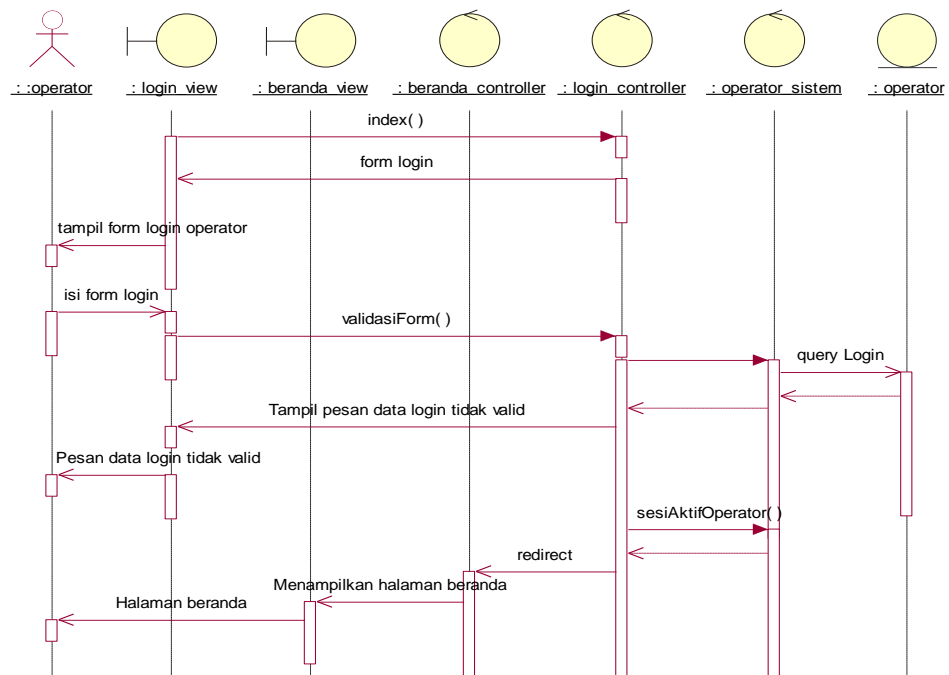 : :operator
: login_view
: beranda_view
: beranda_controller
: login_controller
: operator_sistem
: operator
index( )
form login
tampil form login operator
isi form login
validasiForm( )
query Login
Tampil pesan data login tidak valid
Pesan data login tidak valid
sesiAktifOperator( )
redirect
Menampilkan halaman beranda
Halaman beranda